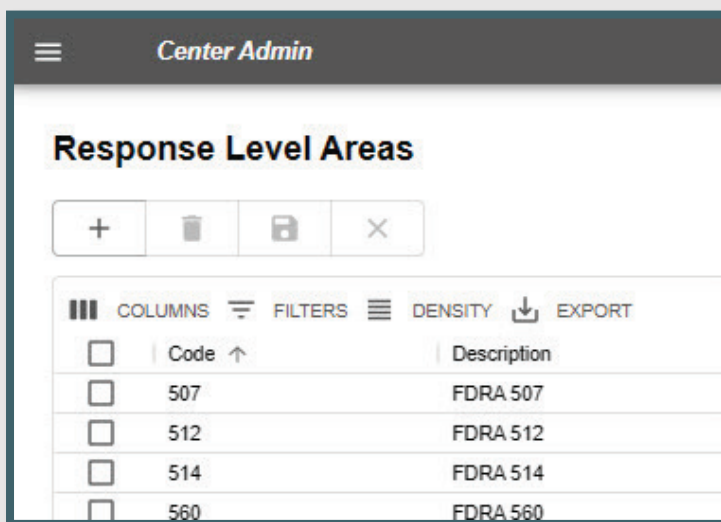 Center Admin
Response Level Areas
COLUMNS FILTERS DENSITY EXPORT
Code Description
507 FDRA 507
512 FDRA 512
514 FDRA 514
560 FDRA 560